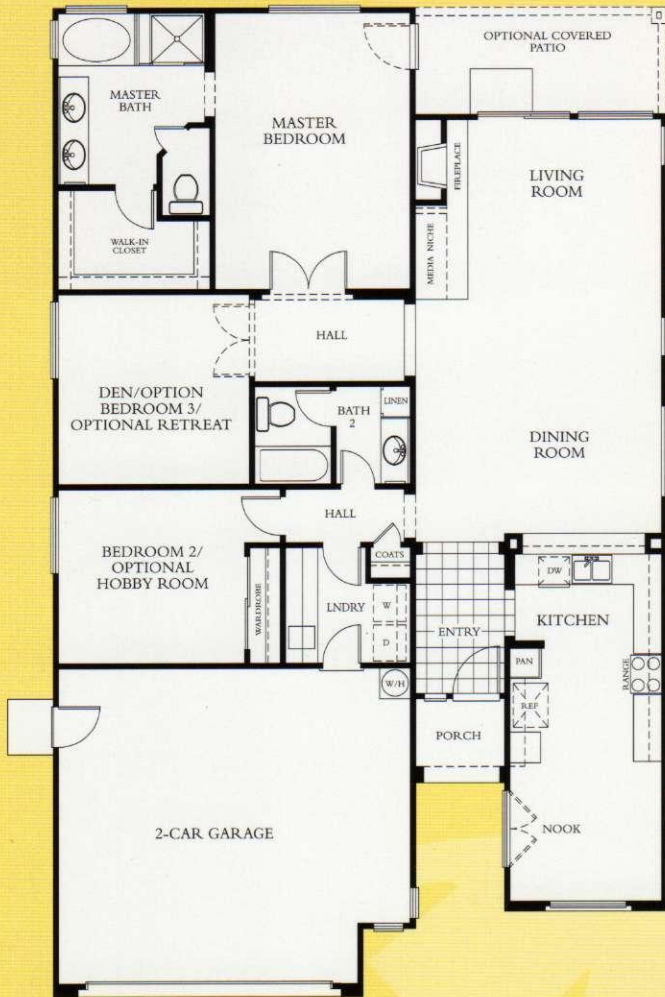 OPTIONAL COVERED
PATIO
MASTER
BATH
MASTER
BEDROOM
FIREPLACE
LIVING
ROOM
WALK-IN
CLOSET
MEDIA NICHE
HALL
DEN/OPTION
BEDROOM 3/
OPTIONAL RETREAT
BATH
2
LINEN
DINING
ROOM
HALL
BEDROOM 2/
OPTIONAL
HOBBY ROOM
COATS
WARDROBE
LNDRY
W
D
ENTRY
DW
KITCHEN
PAN
RANGE
REF
W/H
PORCH
2-CAR GARAGE
NOOK